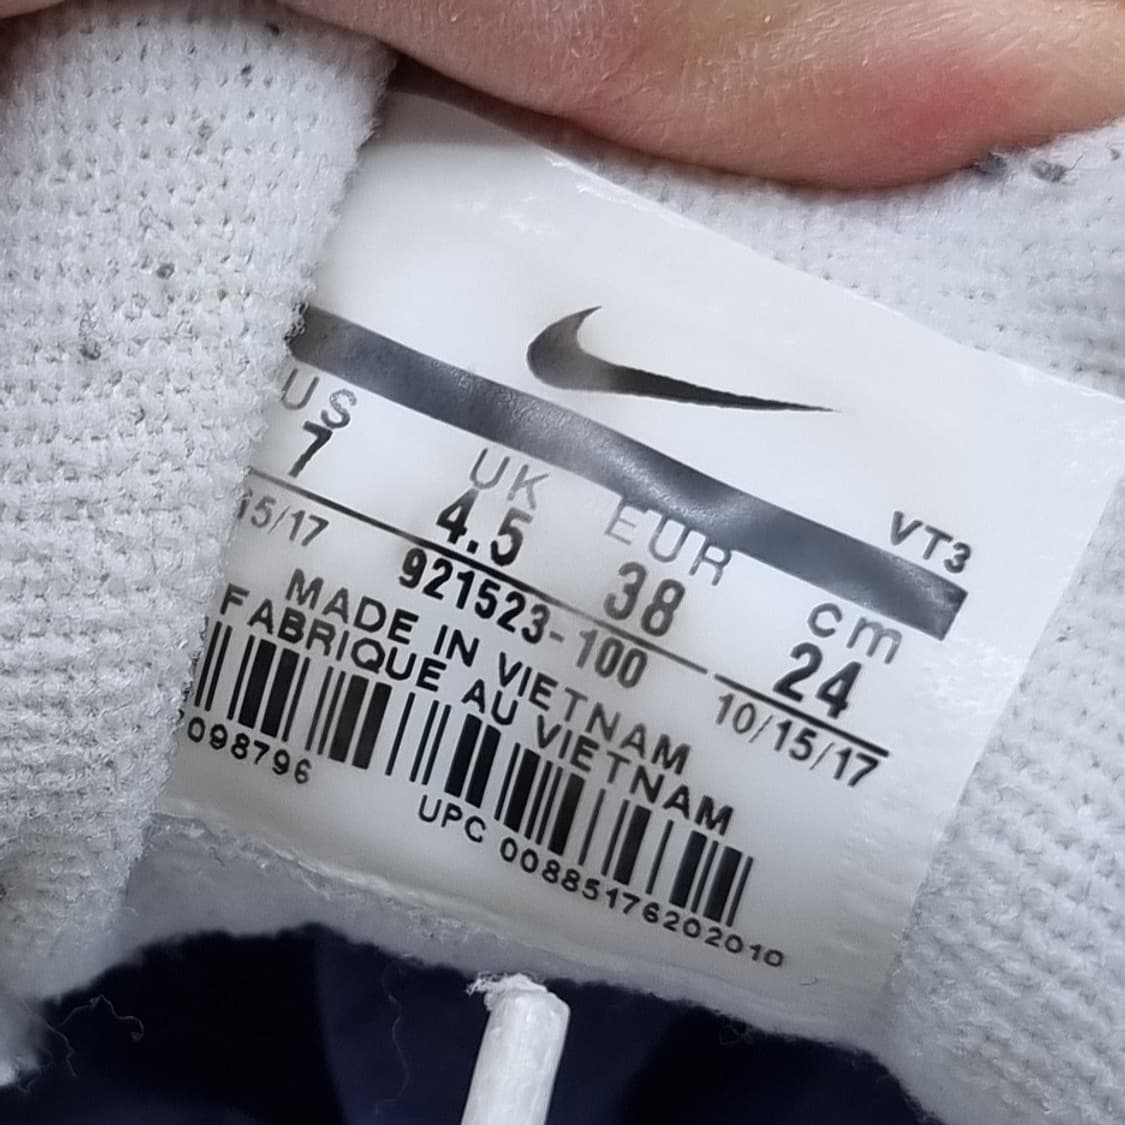 VT3
US UK EUR cm
7 4.5 38 24
15/17 921523-100 10/15/17
MADE IN VIETNAM
FABRIQUE AU VIETNAM
098796
UPC 00885176202010